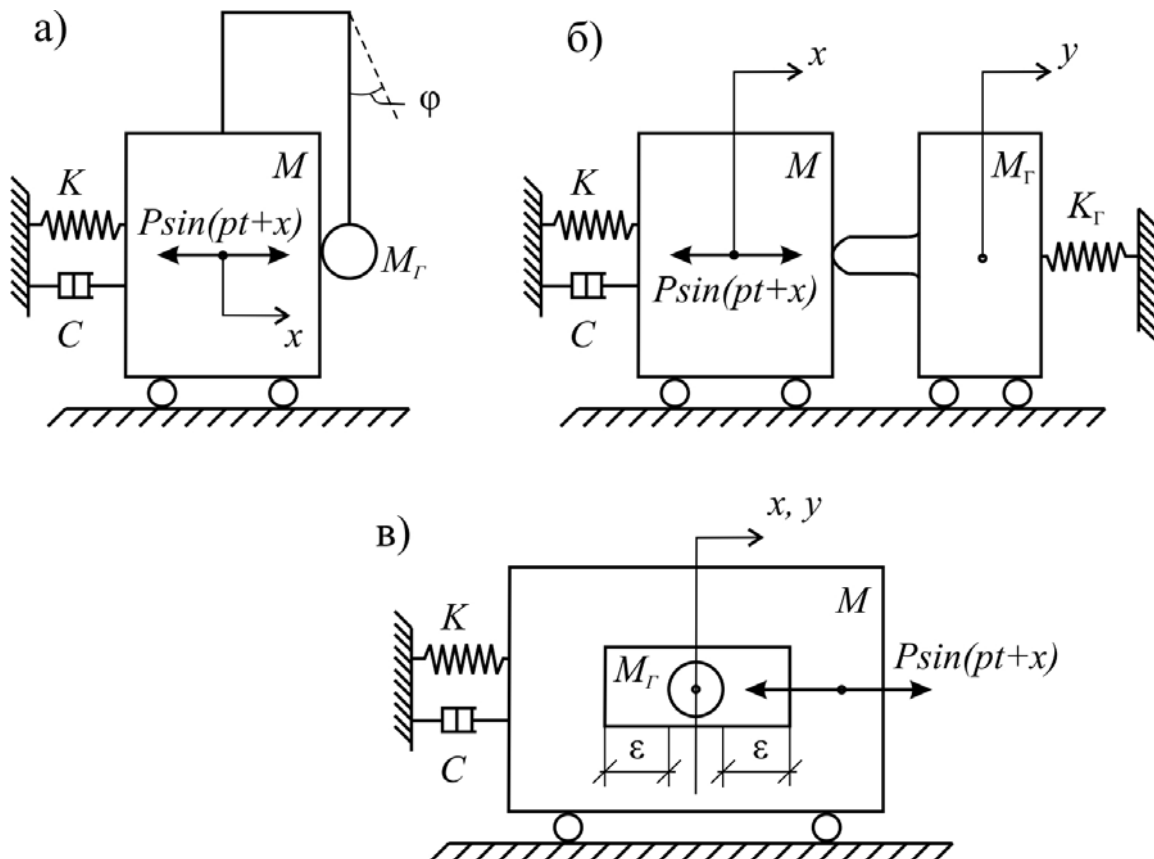 а)
φ
M
K
Psin(pt+x)
M_Г
C
x
б)
x
y
M
M_Г
K
K_Г
Psin(pt+x)
C
в)
x, y
M
K
M_Г
Psin(pt+x)
ε
ε
C